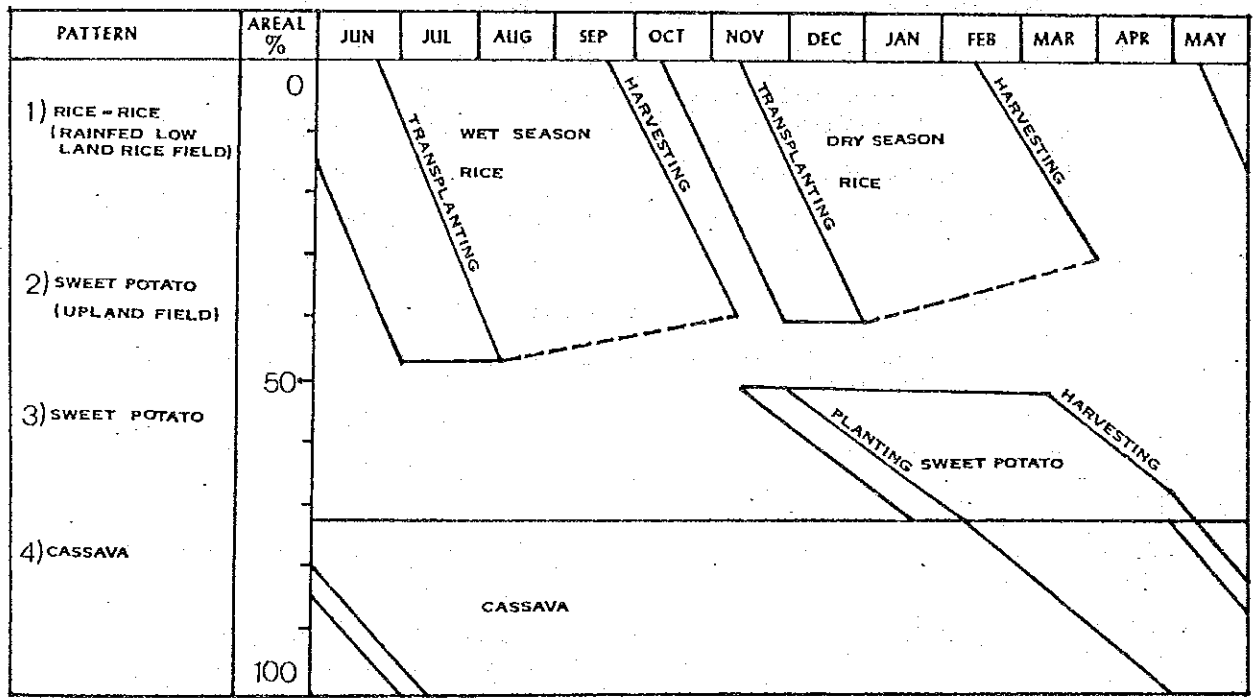 PATTERN
AREAL
%
JUN JUL AUG SEP OCT NOV DEC JAN FEB MAR APR MAY
0
50
100
1) RICE - RICE
(RAINFED LOW
LAND RICE FIELD)
2) SWEET POTATO
(UPLAND FIELD)
3) SWEET POTATO
4) CASSAVA
TRANSPLANTING
WET SEASON
RICE
HARVESTING
TRANSPLANTING
DRY SEASON
RICE
HARVESTING
PLANTING
SWEET POTATO
HARVESTING
CASSAVA